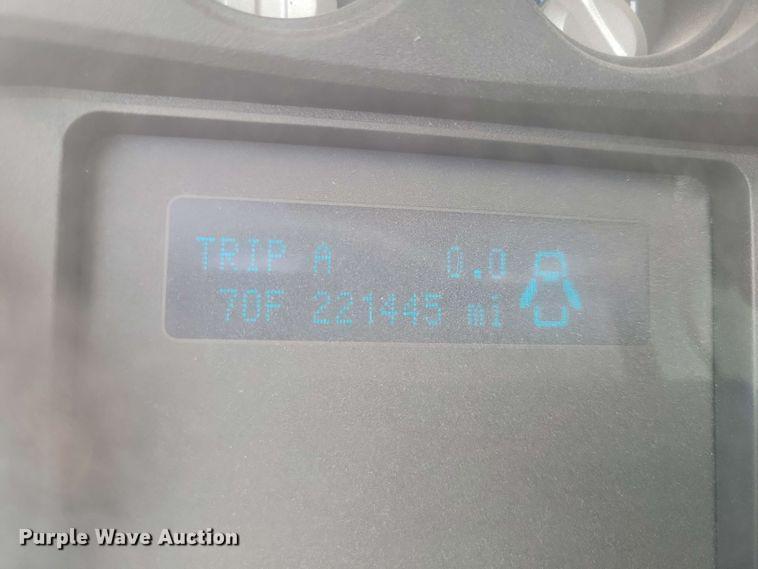 TRIP A 0.0
70F 221445 mi
Purple Wave Auction